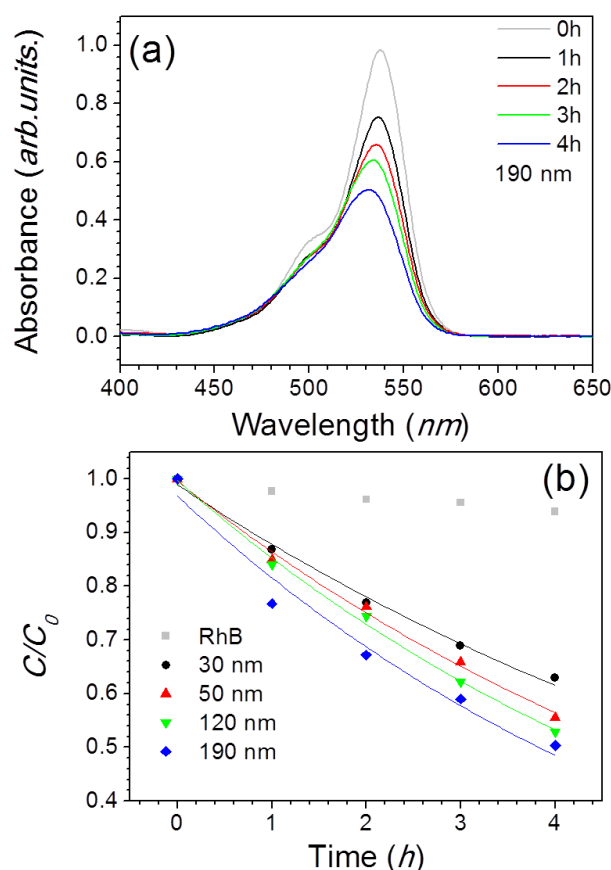 (a)
0h
1h
2h
3h
4h
190 nm
Absorbance (arb.units.)
1.0
0.8
0.6
0.4
0.2
0.0
400 450 500 550 600 650
Wavelength (nm)
(b)
C/C0
1.0
0.9
0.8
0.7
0.6
0.5
0.4
RhB
30 nm
50 nm
120 nm
190 nm
0 1 2 3 4
Time (h)